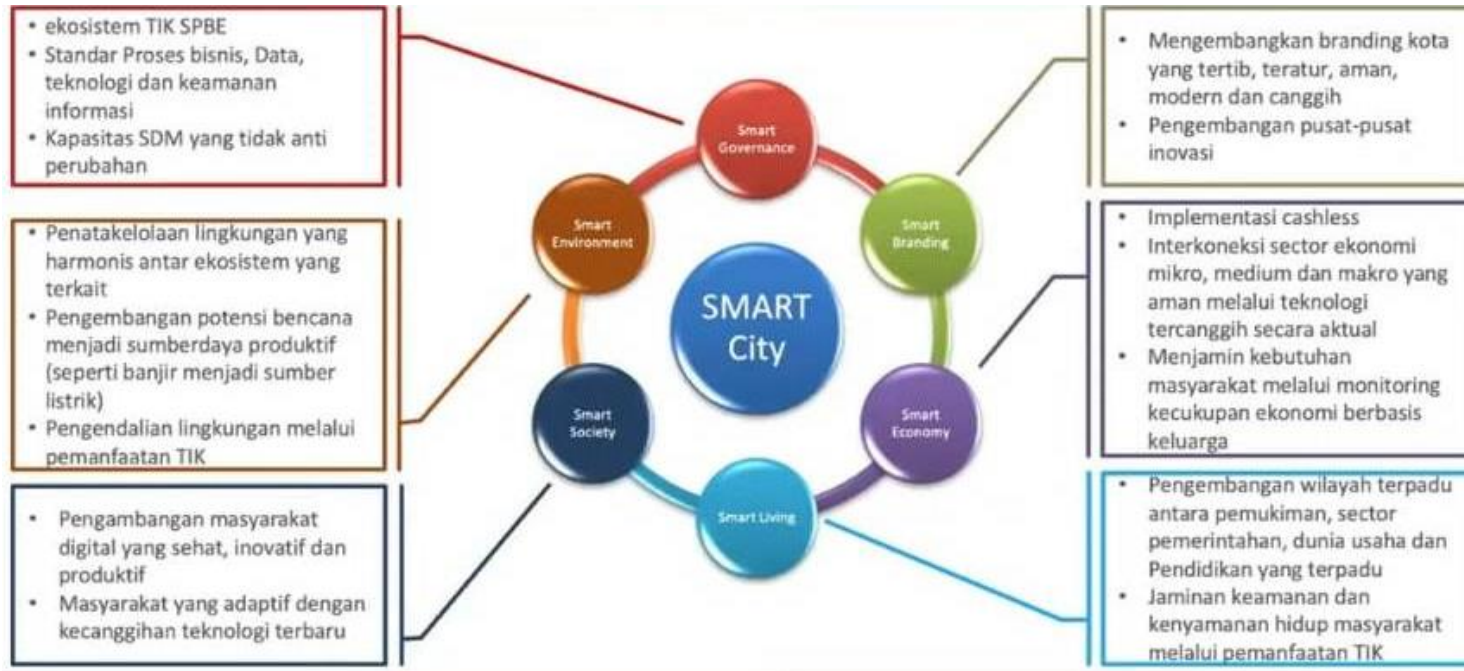 • ekosistem TIK SPBE
• Standar Proses bisnis, Data,
teknologi dan keamanan
informasi
• Kapasitas SDM yang tidak anti
perubahan
• Penatakelolaan lingkungan yang
harmonis antar ekosistem yang
terkait
• Pengembangan potensi bencana
menjadi sumberdaya produktif
(seperti banjir menjadi sumber
listrik)
• Pengendalian lingkungan melalui
pemanfaatan TIK
• Pengambangan masyarakat
digital yang sehat, inovatif dan
produktif
• Masyarakat yang adaptif dengan
kecanggihan teknologi terbaru
Smart
Governance
Smart
Environment
Smart
Branding
SMART
City
Smart
Society
Smart
Economy
Smart Living
• Mengembangkan branding kota
yang tertib, teratur, aman,
modern dan canggih
• Pengembangan pusat-pusat
inovasi
• Implementasi cashless
• Interkoneksi sector ekonomi
mikro, medium dan makro yang
aman melalui teknologi
tercanggih secara aktual
• Menjamin kebutuhan
masyarakat melalui monitoring
kecukupan ekonomi berbasis
keluarga
• Pengembangan wilayah terpadu
antara pemukiman, sector
pemerintahan, dunia usaha dan
Pendidikan yang terpadu
• Jaminan keamanan dan
kenyamanan hidup masyarakat
melalui pemanfaatan TIK